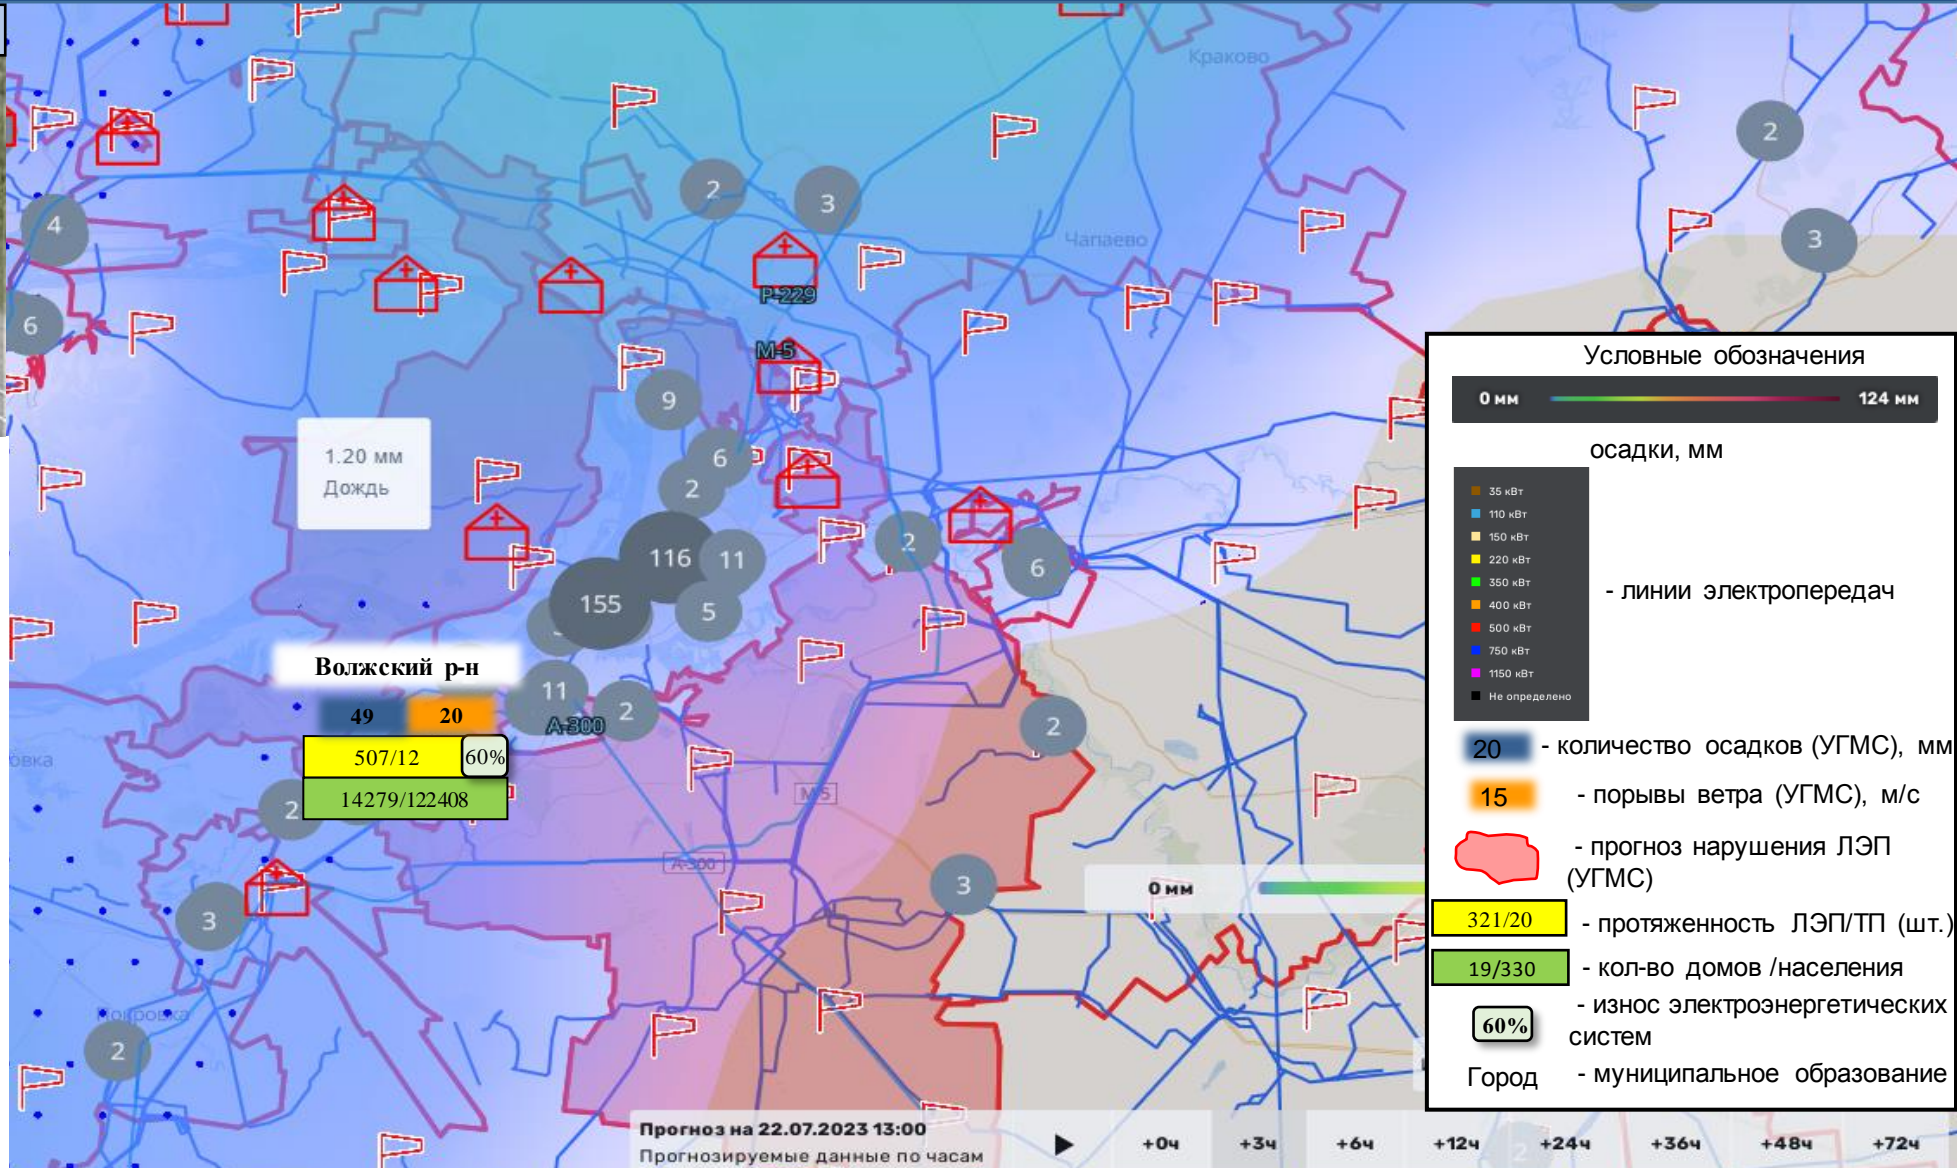 Краково
2
2
3
4
Чапаево
3
Р-229
6
М-5
9
1.20 мм
Дождь
6
2
116
11
2
6
155
5
Волжский р-н
49
20
11
2
А-300
2
507/12
60%
14279/122408
2
М-5
А-300
3
3
0 мм
Покровка
2
Условные обозначения
0 мм
124 мм
осадки, мм
35 кВт
110 кВт
150 кВт
220 кВт
350 кВт
400 кВт
500 кВт
750 кВт
1150 кВт
Не определено
- линии электропередач
20 - количество осадков (УГМС), мм
15 - порывы ветра (УГМС), м/с
- прогноз нарушения ЛЭП
(УГМС)
321/20 - протяженность ЛЭП/ТП (шт.)
19/330 - кол-во домов /населения
60% - износ электроэнергетических
систем
Город - муниципальное образование
Прогноз на 22.07.2023 13:00
Прогнозируемые данные по часам
+0ч +3ч +6ч +12ч +24ч +36ч +48ч +72ч
2